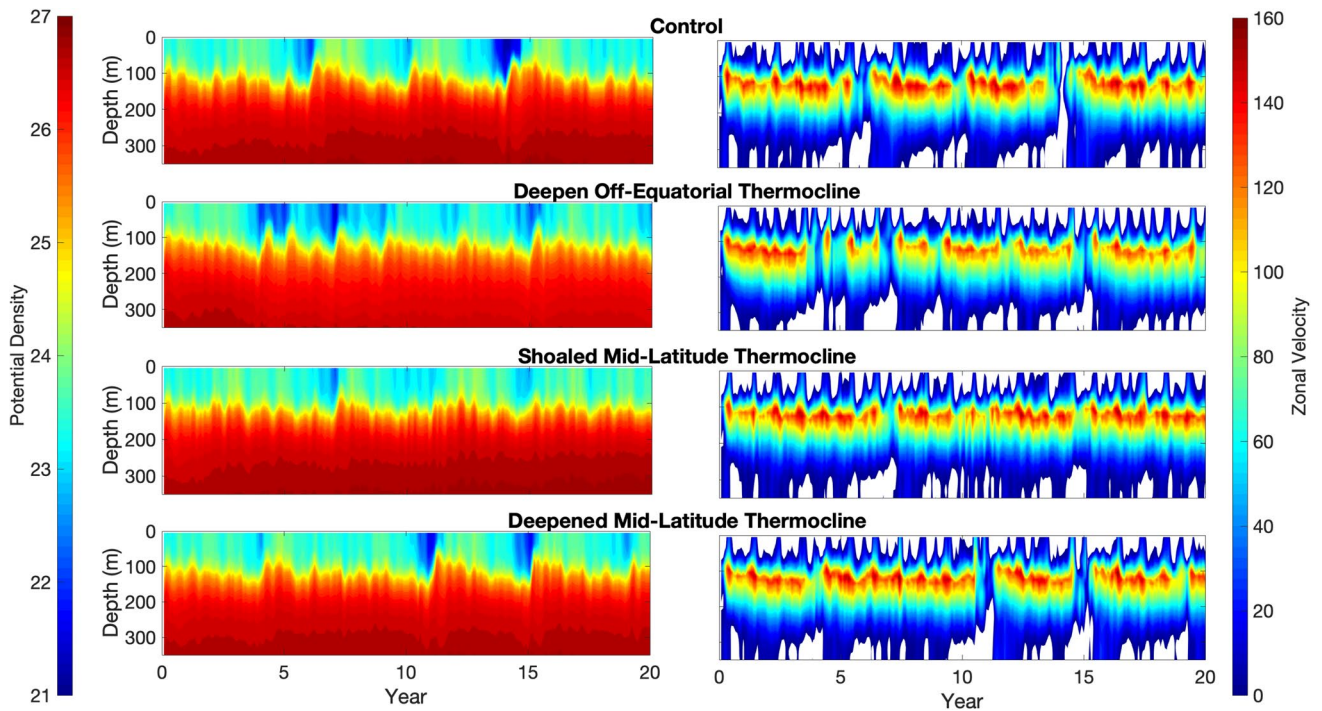 Control
Deepen Off-Equatorial Thermocline
Shoaled Mid-Latitude Thermocline
Deepened Mid-Latitude Thermocline
Potential Density
27
26
25
24
23
22
21
Depth (m)
0
100
200
300
Depth (m)
0
100
200
300
Depth (m)
0
100
200
300
Depth (m)
0
100
200
300
0 5 10 15 20
Year
0 5 10 15 20
Year
160
140
120
100
80
60
40
20
0
Zonal Velocity